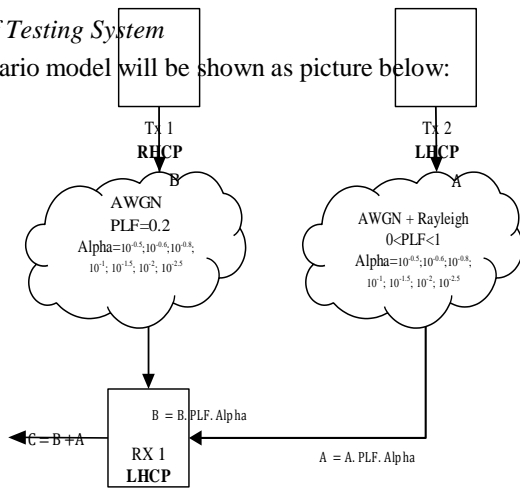 Testing System
ario model will be shown as picture below:
Tx 1
RHCP
B
Tx 2
LHCP
A
AWGN
PLF=0.2
Alpha=10^-0.5;10^-0.6;10^-0.8;
10^-1; 10^-1.5; 10^-2; 10^-2.5
AWGN + Rayleigh
0<PLF<1
Alpha=10^-0.5;10^-0.6;10^-0.8;
10^-1; 10^-1.5; 10^-2; 10^-2.5
B = B. PLF. Alpha
C = B + A
RX 1
LHCP
A = A. PLF. Alpha